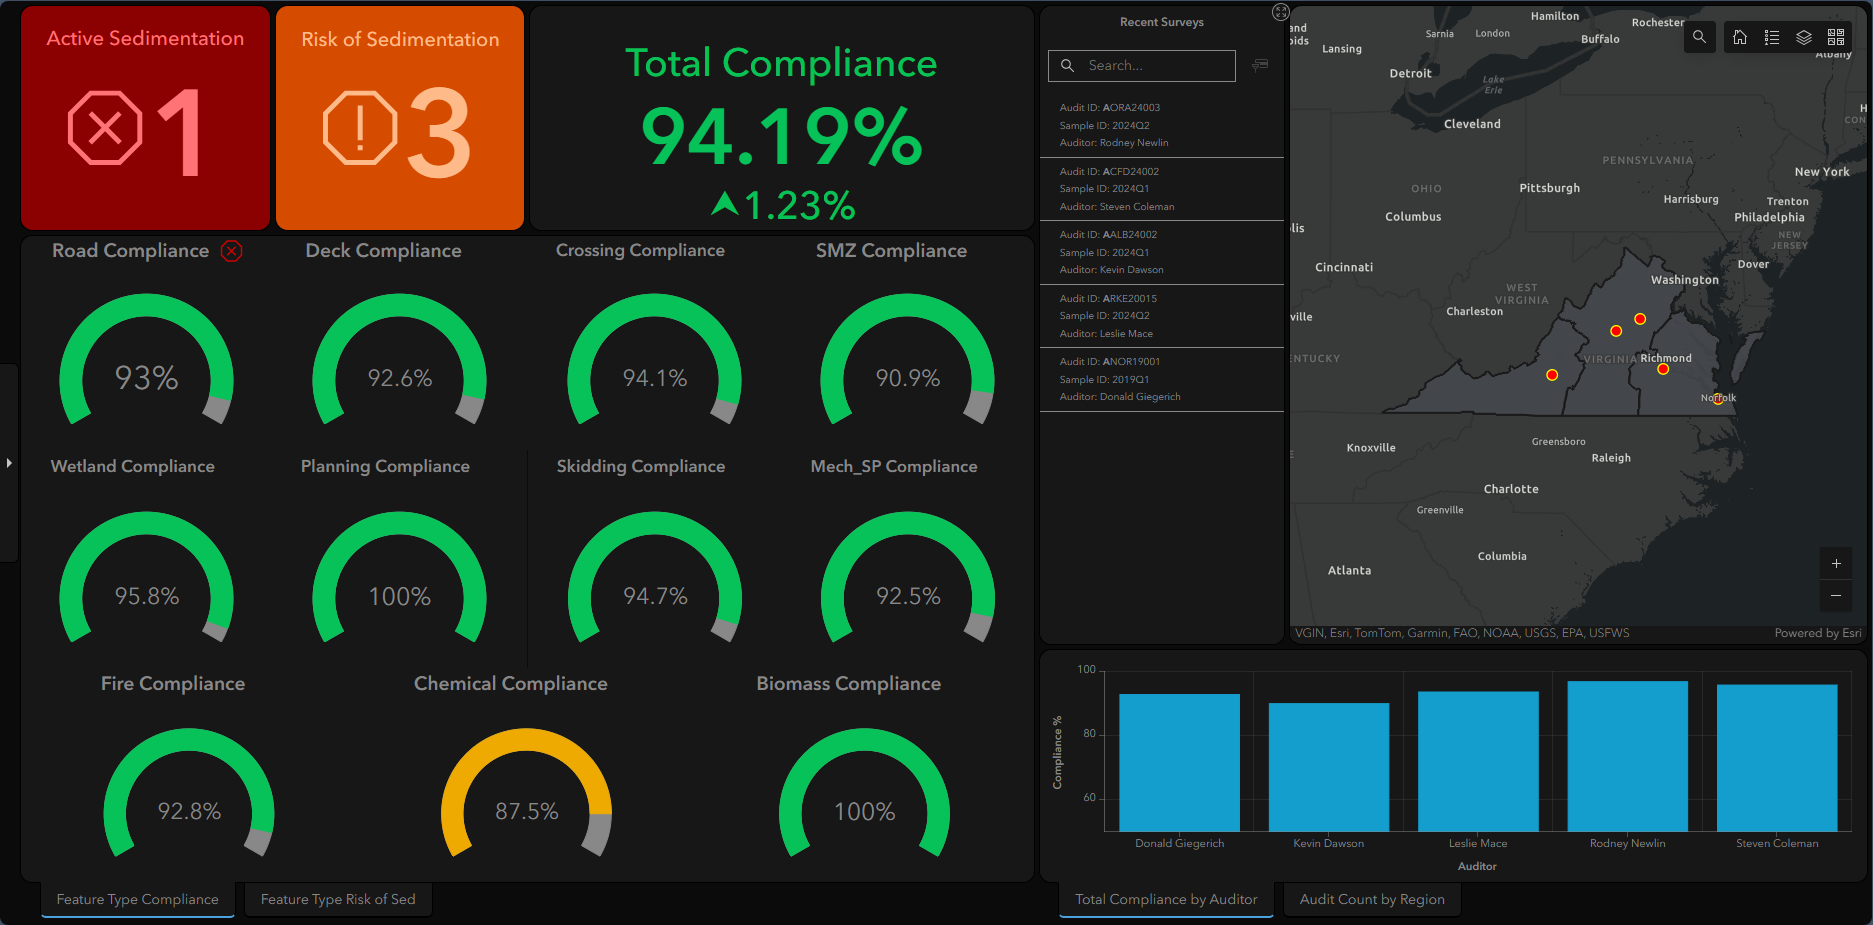 Active Sedimentation
1
Risk of Sedimentation
3
Total Compliance
94.19%
1.23%
Road Compliance
93%
Deck Compliance
92.6%
Crossing Compliance
94.1%
SMZ Compliance
90.9%
Wetland Compliance
95.8%
Planning Compliance
100%
Skidding Compliance
94.7%
Mech_SP Compliance
92.5%
Fire Compliance
92.8%
Chemical Compliance
87.5%
Biomass Compliance
100%
Feature Type Compliance
Feature Type Risk of Sed
Recent Surveys
Search...
Audit ID: AORA24003
Sample ID: 2024Q2
Auditor: Rodney Newlin
Audit ID: ACFD24002
Sample ID: 2024Q1
Auditor: Steven Coleman
Audit ID: AALB24002
Sample ID: 2024Q1
Auditor: Kevin Dawson
Audit ID: ARKE20015
Sample ID: 2024Q2
Auditor: Leslie Mace
Audit ID: ANOR19001
Sample ID: 2019Q1
Auditor: Donald Giegerich
Hamilton
Rochester
and
pids
Sarnia
London
Buffalo
Lansing
Albany
Detroit
Lake
Erie
H
CON
Cleveland
PENNSYLVANIA
New York
OHIO
Pittsburgh
Harrisburg
Trenton
Columbus
Philadelphia
lis
NEW
JERSEY
Cincinnati
Dover
Washington
WEST
VIRGINIA
Charleston
ville
ENTUCKY
VIRGINIA
Richmond
Norfolk
Knoxville
Greensboro
Raleigh
E
Charlotte
Greenville
Columbia
Atlanta
+
−
VGIN, Esri, TomTom, Garmin, FAO, NOAA, USGS, EPA, USFWS
Powered by Esri
100
80
60
Compliance %
Donald Giegerich
Kevin Dawson
Leslie Mace
Rodney Newlin
Steven Coleman
Auditor
Total Compliance by Auditor
Audit Count by Region